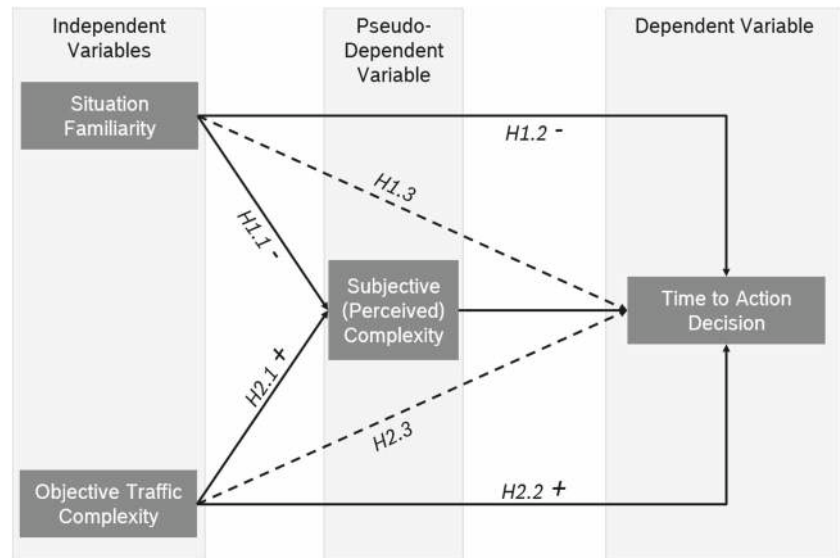 Independent
Variables
Pseudo-
Dependent
Variable
Dependent Variable
Situation
Familiarity
H1.2 -
H1.3
H1.1 -
Subjective
(Perceived)
Complexity
Time to Action
Decision
H2.1 +
H2.3
Objective Traffic
Complexity
H2.2 +